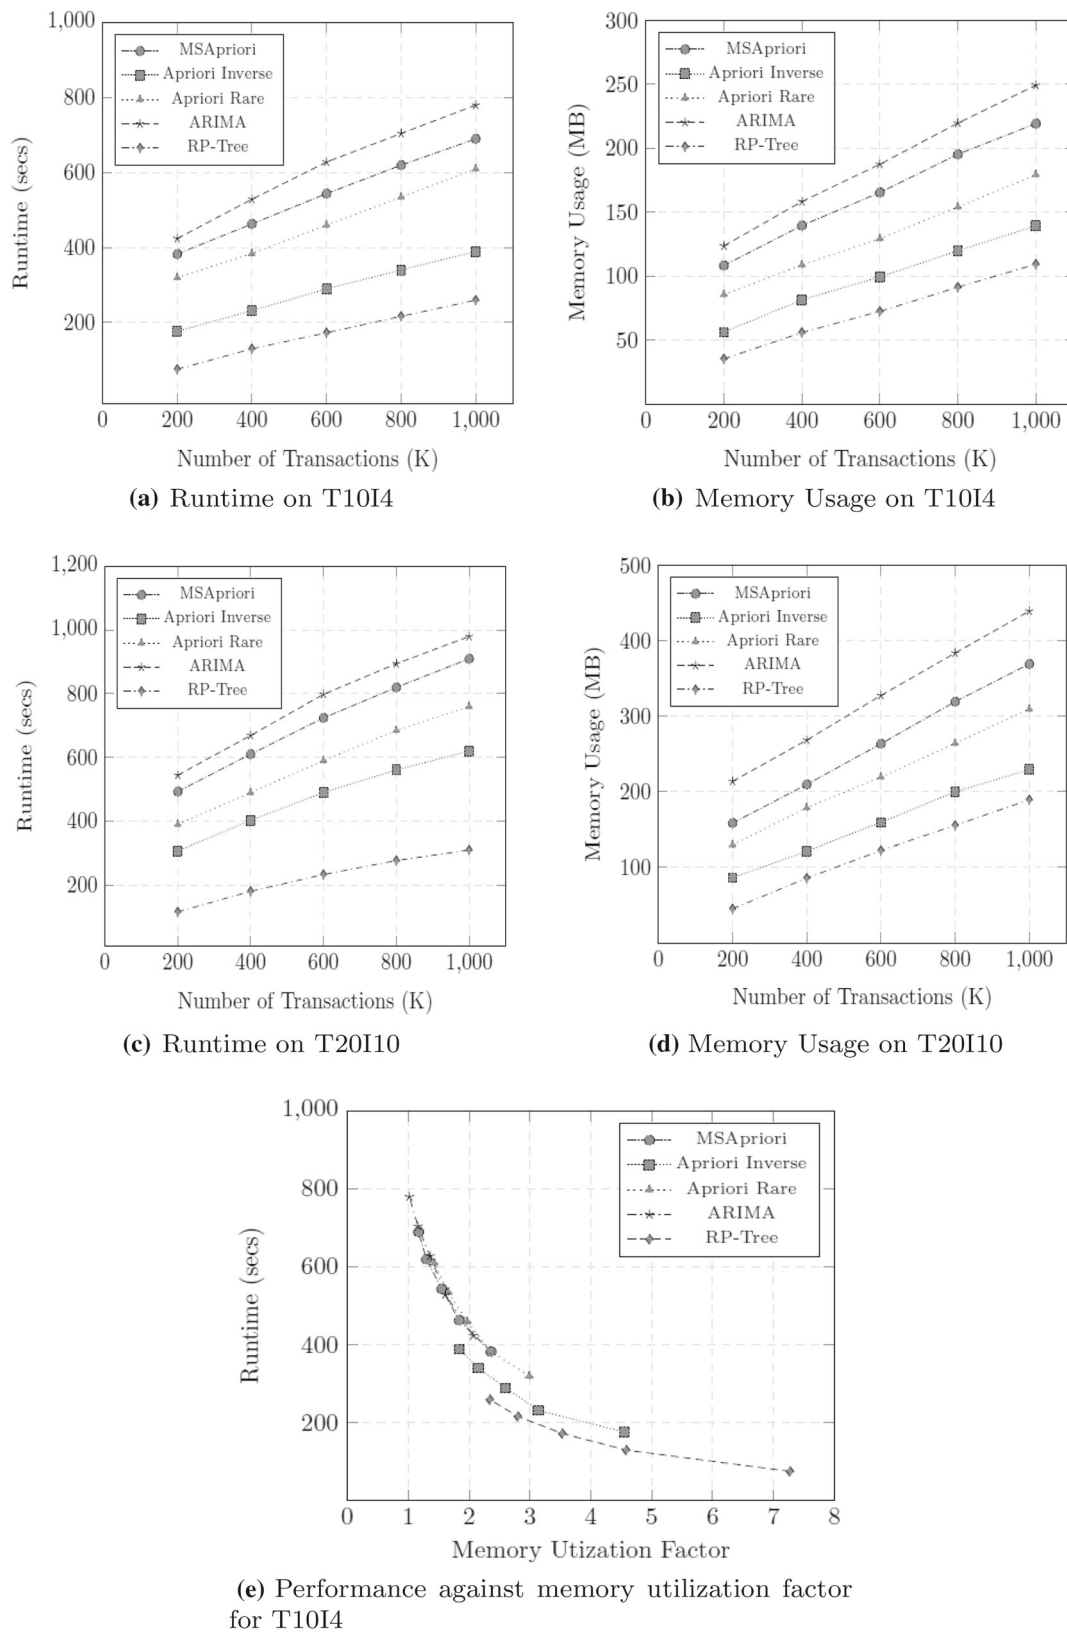 1,000
800
600
400
200
0
200
400
600
800
1,000
Runtime (secs)
Number of Transactions (K)
MSApriori
Apriori Inverse
Apriori Rare
ARIMA
RP-Tree
(a) Runtime on T10I4
300
250
200
150
100
50
0
200
400
600
800
1,000
Memory Usage (MB)
Number of Transactions (K)
MSApriori
Apriori Inverse
Apriori Rare
ARIMA
RP-Tree
(b) Memory Usage on T10I4
1,200
1,000
800
600
400
200
0
200
400
600
800
1,000
Runtime (secs)
Number of Transactions (K)
MSApriori
Apriori Inverse
Apriori Rare
ARIMA
RP-Tree
(c) Runtime on T20I10
500
400
300
200
100
0
200
400
600
800
1,000
Memory Usage (MB)
Number of Transactions (K)
MSApriori
Apriori Inverse
Apriori Rare
ARIMA
RP-Tree
(d) Memory Usage on T20I10
1,000
800
600
400
200
0
1
2
3
4
5
6
7
8
Runtime (secs)
Memory Utization Factor
MSApriori
Apriori Inverse
Apriori Rare
ARIMA
RP-Tree
(e) Performance against memory utilization factor
for T10I4